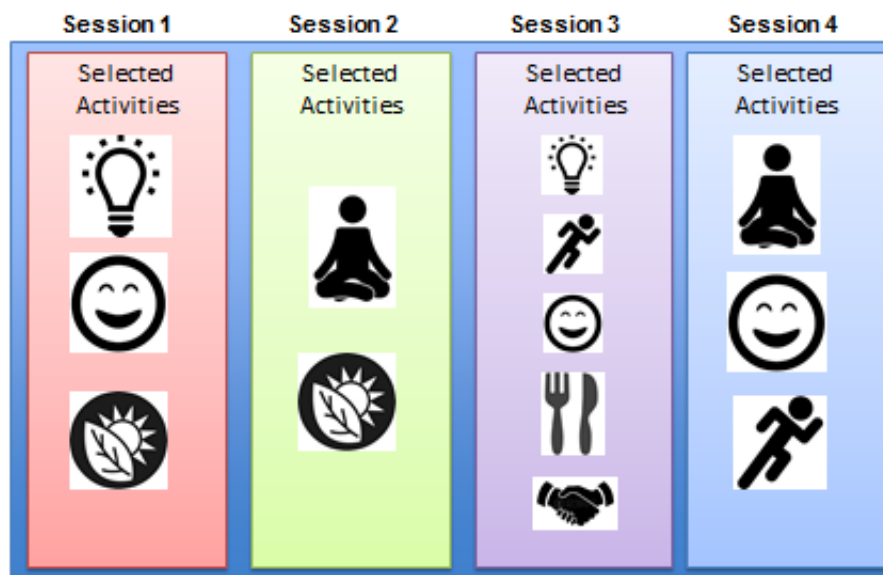 Session 1
Session 2
Session 3
Session 4
Selected
Activities
Selected
Activities
Selected
Activities
Selected
Activities